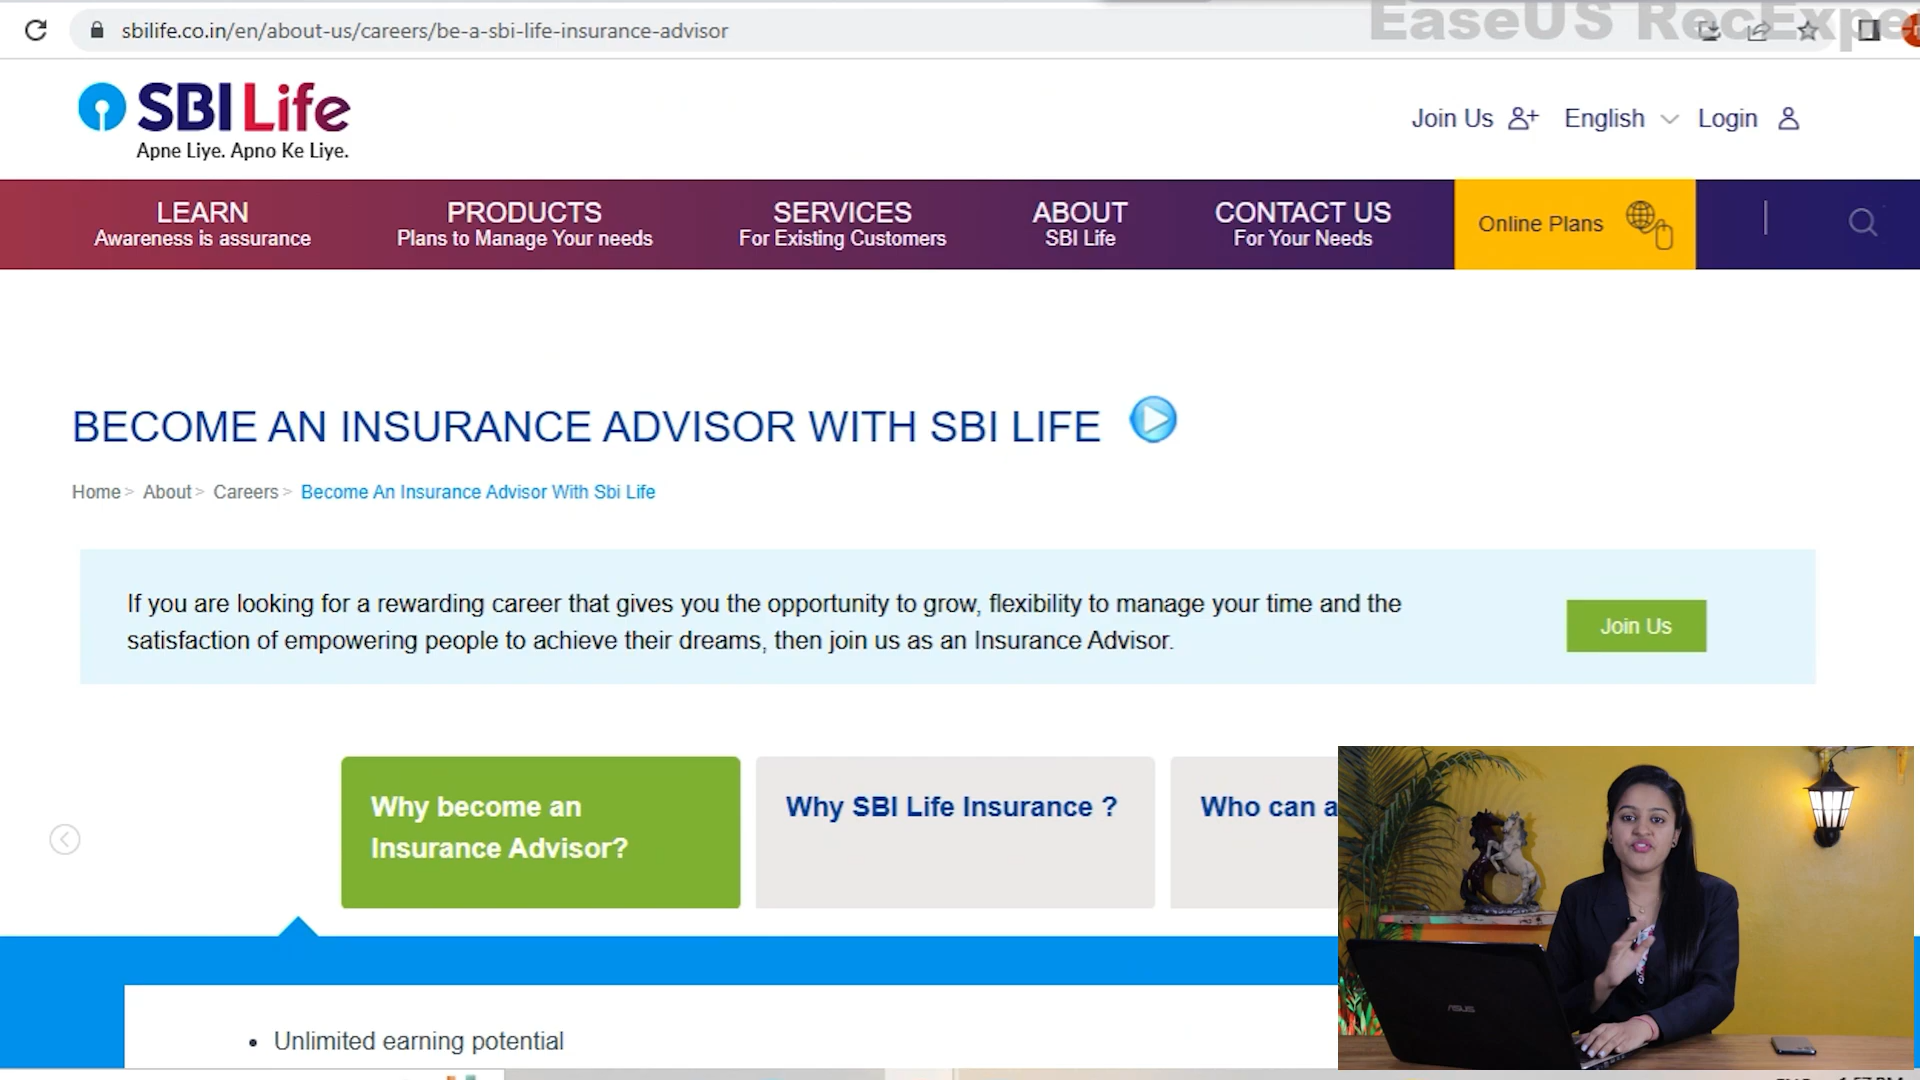 EaseUS RecExpe
sbilife.co.in/en/about-us/careers/be-a-sbi-life-insurance-advisor
SBI Life
Apne Liye. Apno Ke Liye.
Join Us English Login
LEARN
Awareness is assurance
PRODUCTS
Plans to Manage Your needs
SERVICES
For Existing Customers
ABOUT
SBI Life
CONTACT US
For Your Needs
Online Plans
BECOME AN INSURANCE ADVISOR WITH SBI LIFE
Home > About > Careers > Become An Insurance Advisor With Sbi Life
If you are looking for a rewarding career that gives you the opportunity to grow, flexibility to manage your time and the
satisfaction of empowering people to achieve their dreams, then join us as an Insurance Advisor.
Join Us
Why become an
Insurance Advisor?
Why SBI Life Insurance ?
Who can a
• Unlimited earning potential
ASUS